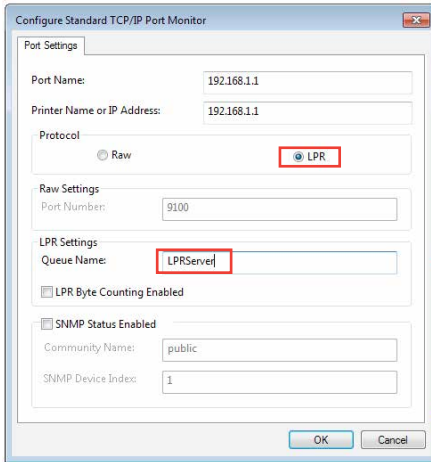 Configure Standard TCP/IP Port Monitor
Port Settings
Port Name: 192.168.1.1
Printer Name or IP Address: 192.168.1.1
Protocol
Raw LPR
Raw Settings
Port Number: 9100
LPR Settings
Queue Name: LPRServer
LPR Byte Counting Enabled
SNMP Status Enabled
Community Name: public
SNMP Device Index: 1
OK Cancel